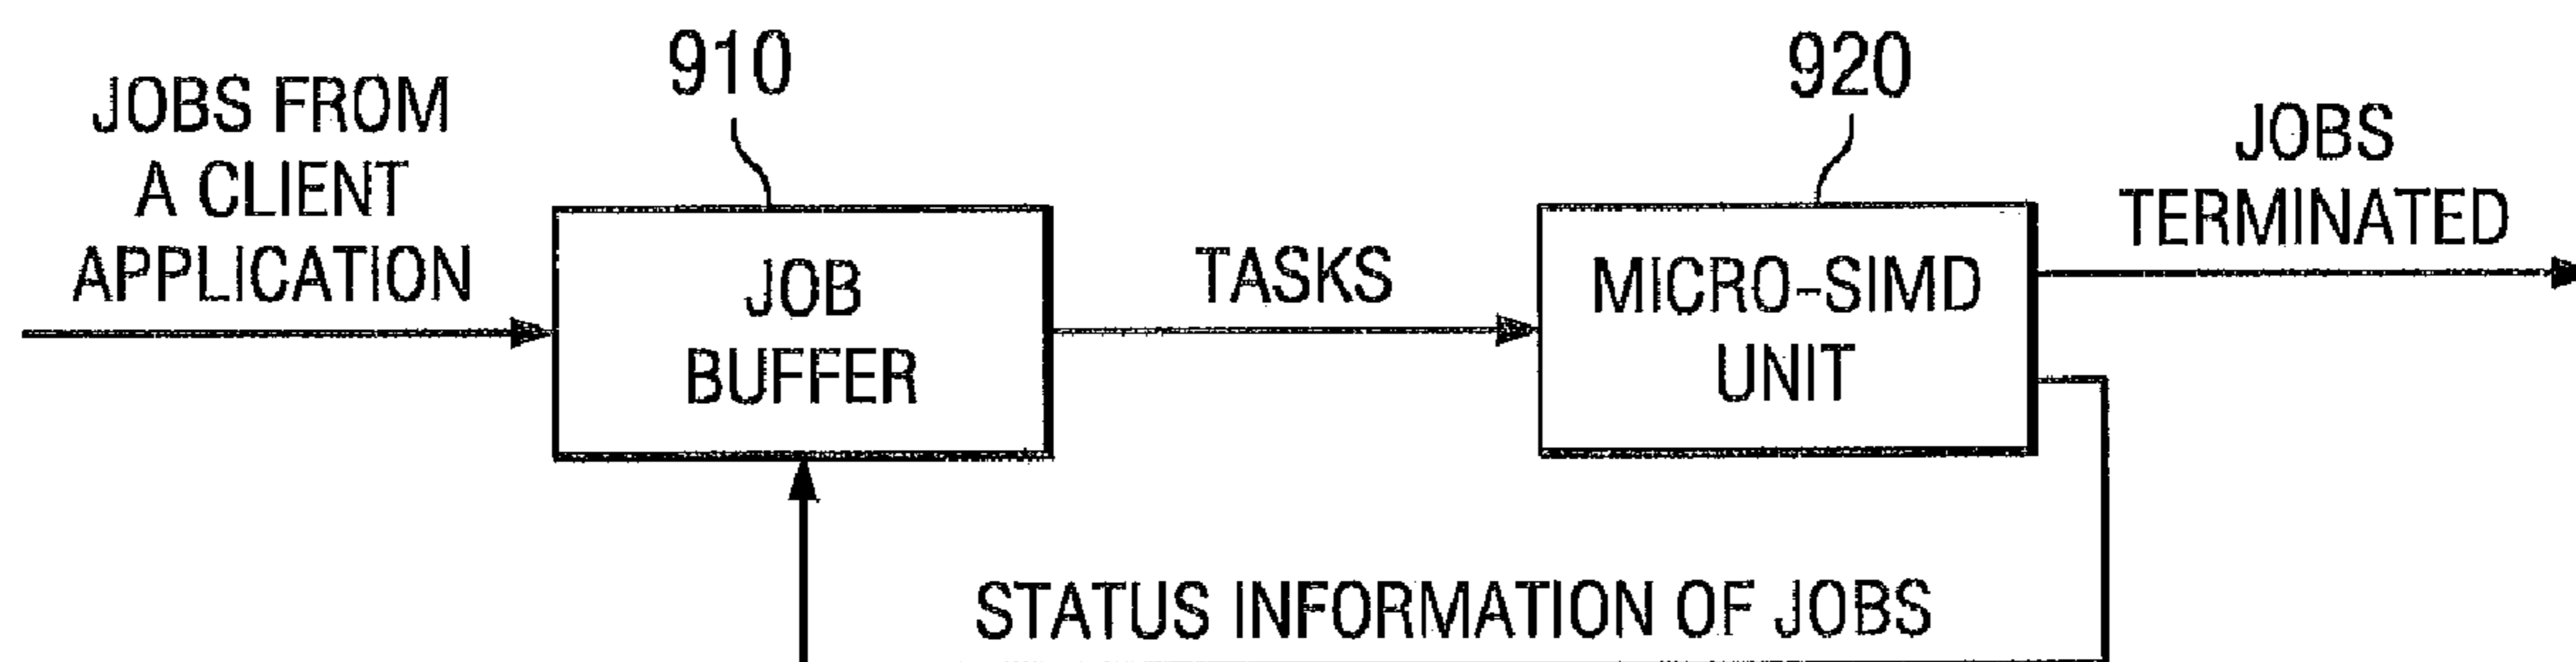 910
920
JOBS FROM
A CLIENT
APPLICATION
JOB
BUFFER
TASKS
MICRO-SIMD
UNIT
JOBS
TERMINATED
STATUS INFORMATION OF JOBS